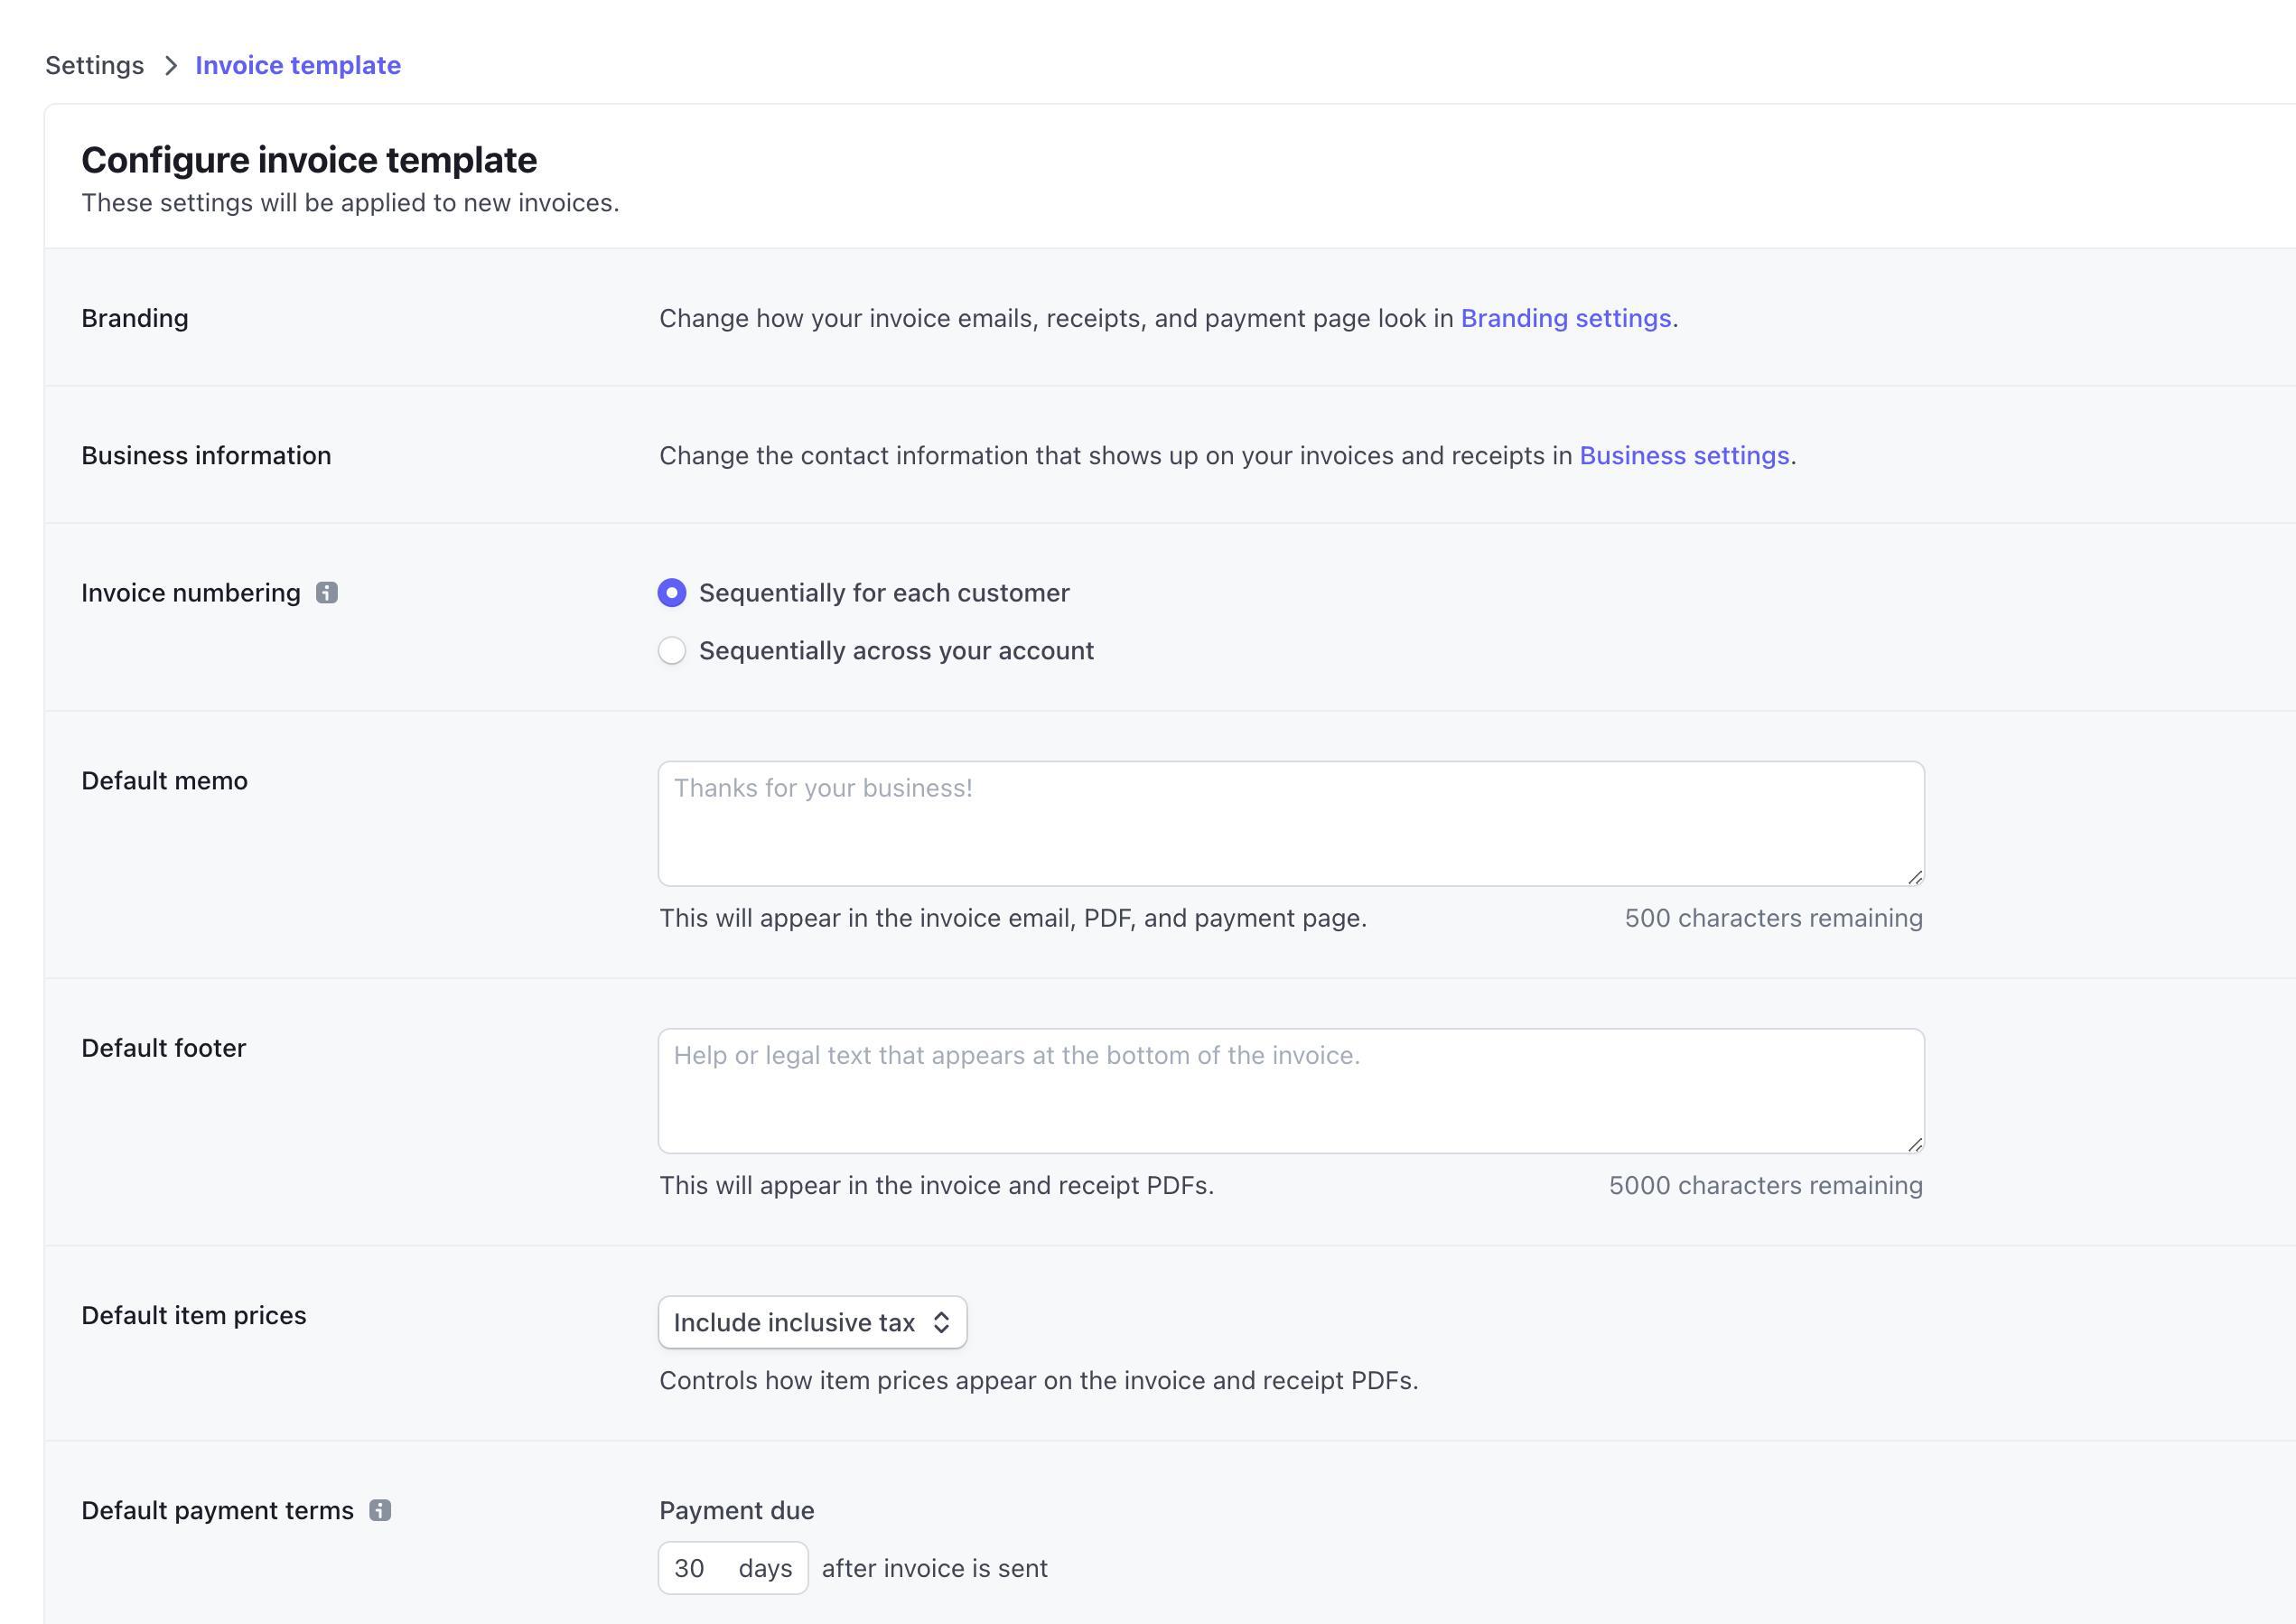 Settings > Invoice template
Configure invoice template
These settings will be applied to new invoices.
Branding
Change how your invoice emails, receipts, and payment page look in Branding settings.
Business information
Change the contact information that shows up on your invoices and receipts in Business settings.
Invoice numbering
Sequentially for each customer
Sequentially across your account
Default memo
Thanks for your business!
This will appear in the invoice email, PDF, and payment page.
500 characters remaining
Default footer
Help or legal text that appears at the bottom of the invoice.
This will appear in the invoice and receipt PDFs.
5000 characters remaining
Default item prices
Include inclusive tax
Controls how item prices appear on the invoice and receipt PDFs.
Default payment terms
Payment due
30 days after invoice is sent